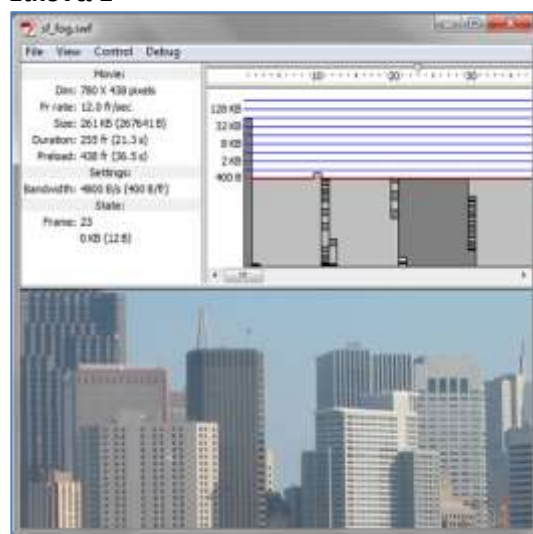 sf_fog.swf
File View Control Debug
Movie:
Dim: 780 X 438 pixels
Fr rate: 12.0 fr/sec
Size: 261 KB (267641 B)
Duration: 255 fr (21.3 s)
Preload: 438 fr (36.5 s)
Settings:
Bandwidth: 4800 B/s (400 B/fr)
State:
Frame: 23
0 KB (12 B)
10 20 30
128 KB
32 KB
8 KB
2 KB
400 B